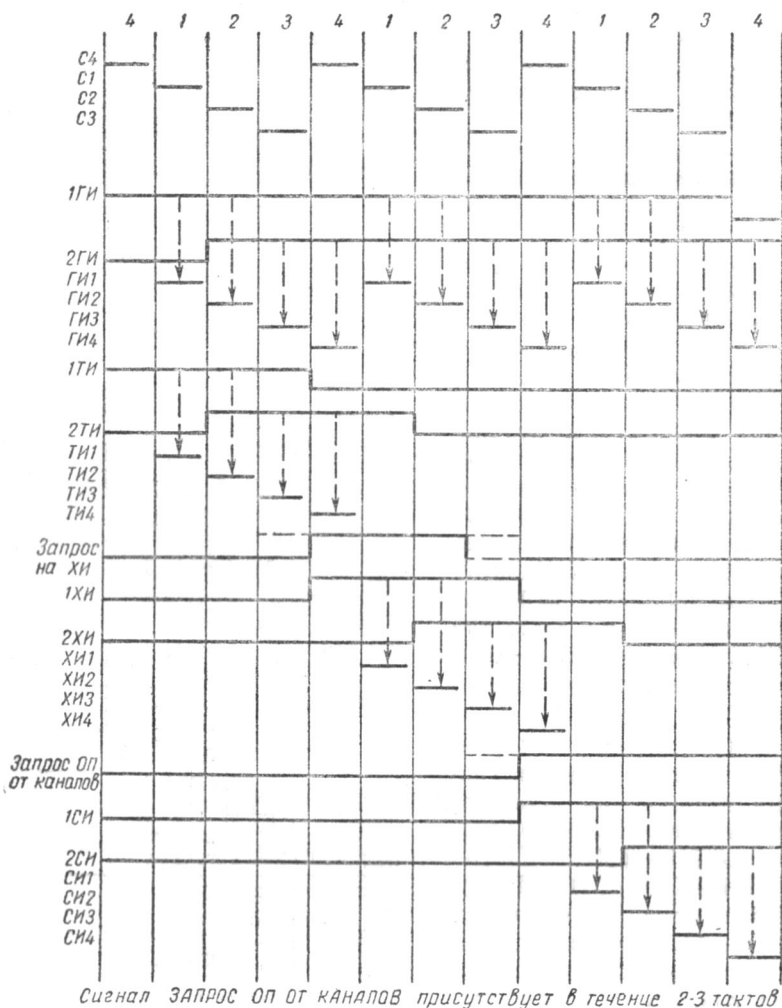 4 1 2 3 4 1 2 3 4 1 2 3 4
С4
С1
С2
С3
1ГИ
2ГИ
ГИ1
ГИ2
ГИ3
ГИ4
1ТИ
2ТИ
ТИ1
ТИ2
ТИ3
ТИ4
Запрос
на ХИ
1ХИ
2ХИ
ХИ1
ХИ2
ХИ3
ХИ4
Запрос ОП
от каналов
1СИ
2СИ
СИ1
СИ2
СИ3
СИ4
Сигнал ЗАПРОС ОП ОТ КАНАЛОВ присутствует в течение 2-3 тактов